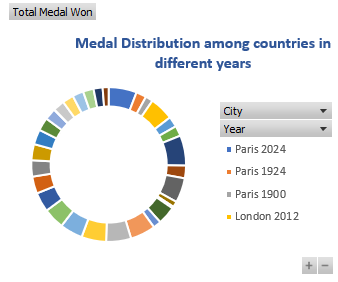 Total Medal Won
Medal Distribution among countries in
different years
City
Year
Paris 2024
Paris 1924
Paris 1900
London 2012
+ −